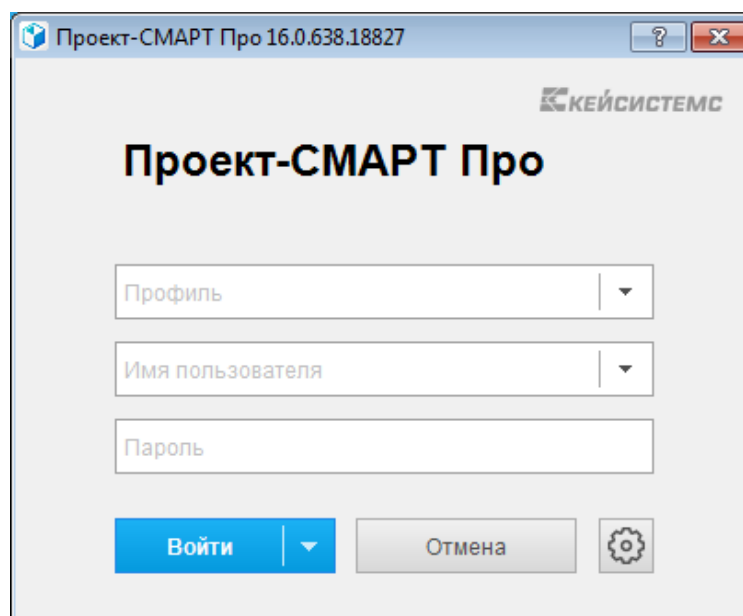 Проект-СМАРТ Про 16.0.638.18827
КЕЙСИСТЕМС
Проект-СМАРТ Про
Профиль
Имя пользователя
Пароль
Войти
Отмена